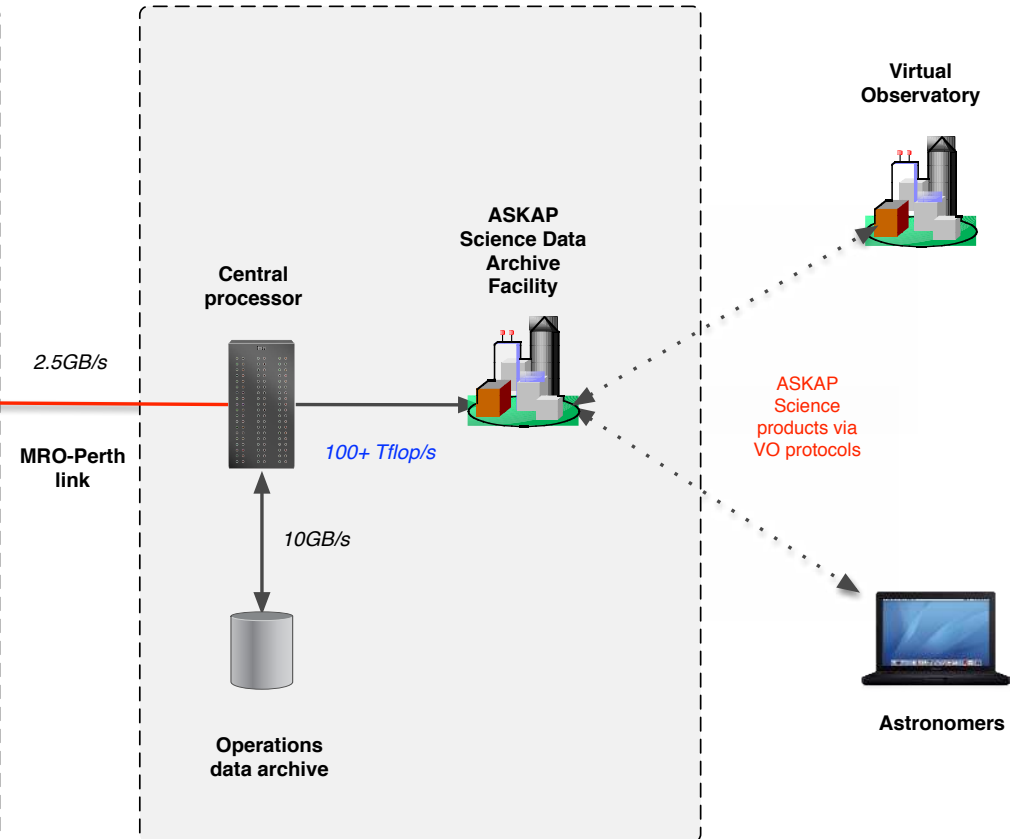 2.5GB/s
MRO-Perth
link
Central
processor
100+ Tflop/s
10GB/s
Operations
data archive
ASKAP
Science Data
Archive
Facility
Virtual
Observatory
ASKAP
Science
products via
VO protocols
Astronomers